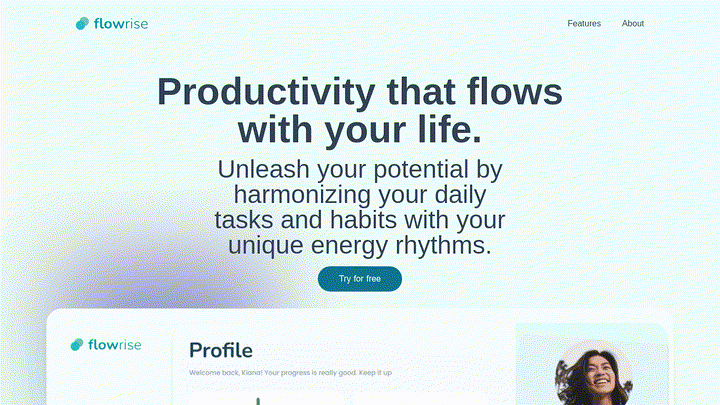 flowrise
Features
About
Productivity that flows
with your life.
Unleash your potential by
harmonizing your daily
tasks and habits with your
unique energy rhythms.
Try for free
flowrise
Profile
Welcome back, Kiana! Your progress is really good. Keep it up